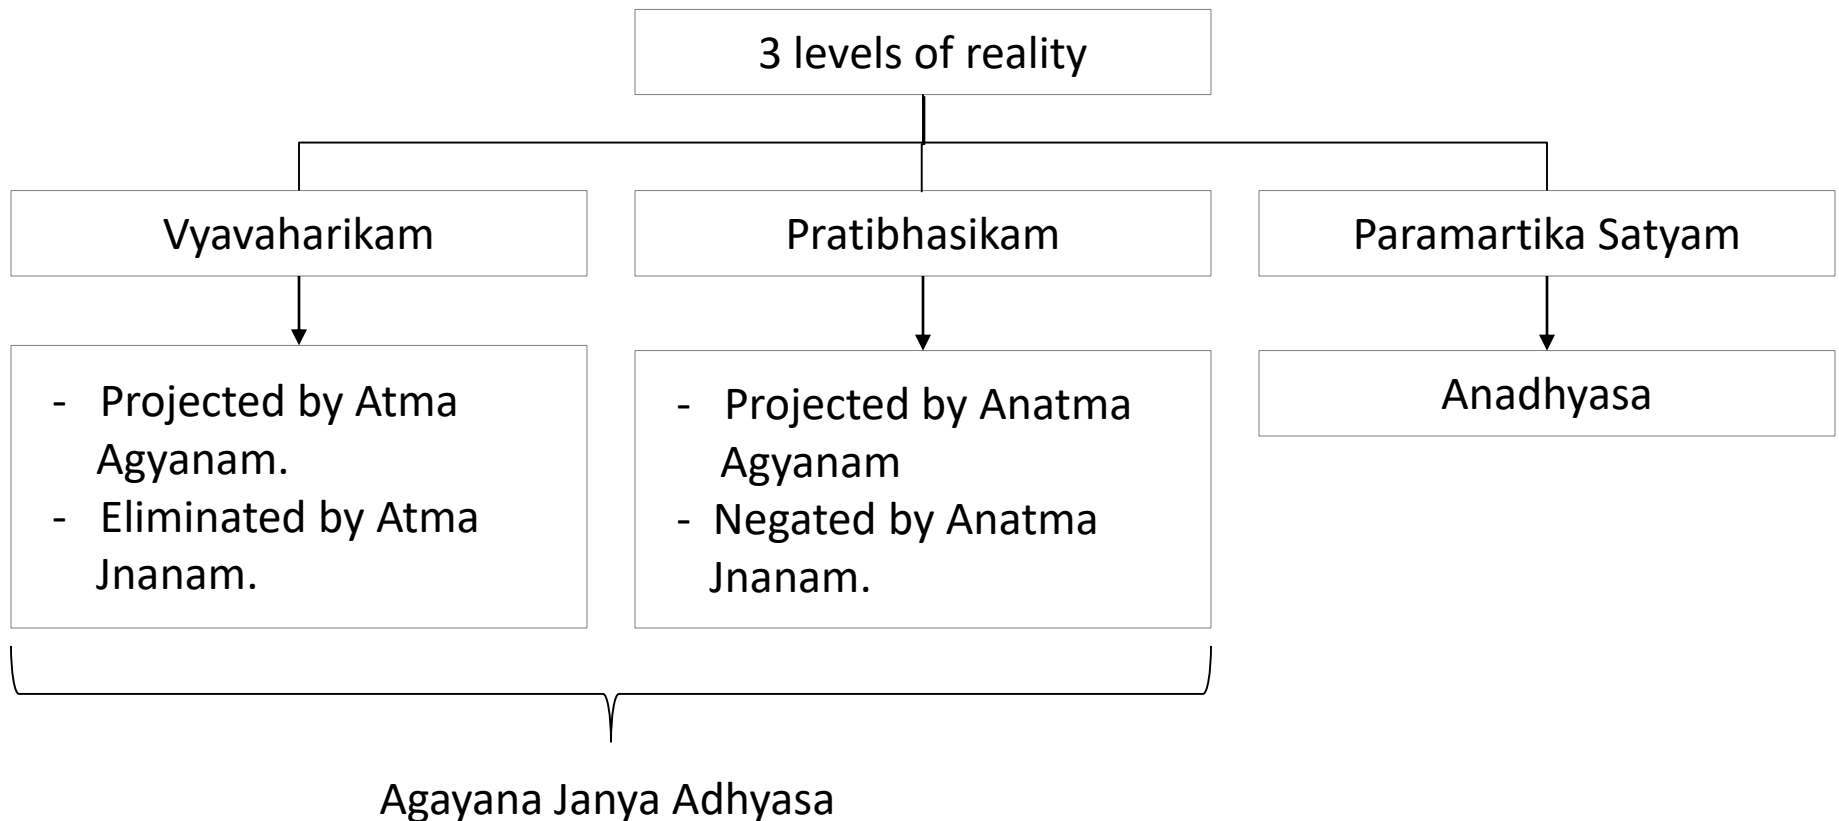 3 levels of reality
Vyavaharikam
Pratibhasikam
Paramartika Satyam
- Projected by Atma
Agyanam.
- Eliminated by Atma
Jnanam.
- Projected by Anatma
Agyanam
- Negated by Anatma
Jnanam.
Anadhyasa
Agayana Janya Adhyasa